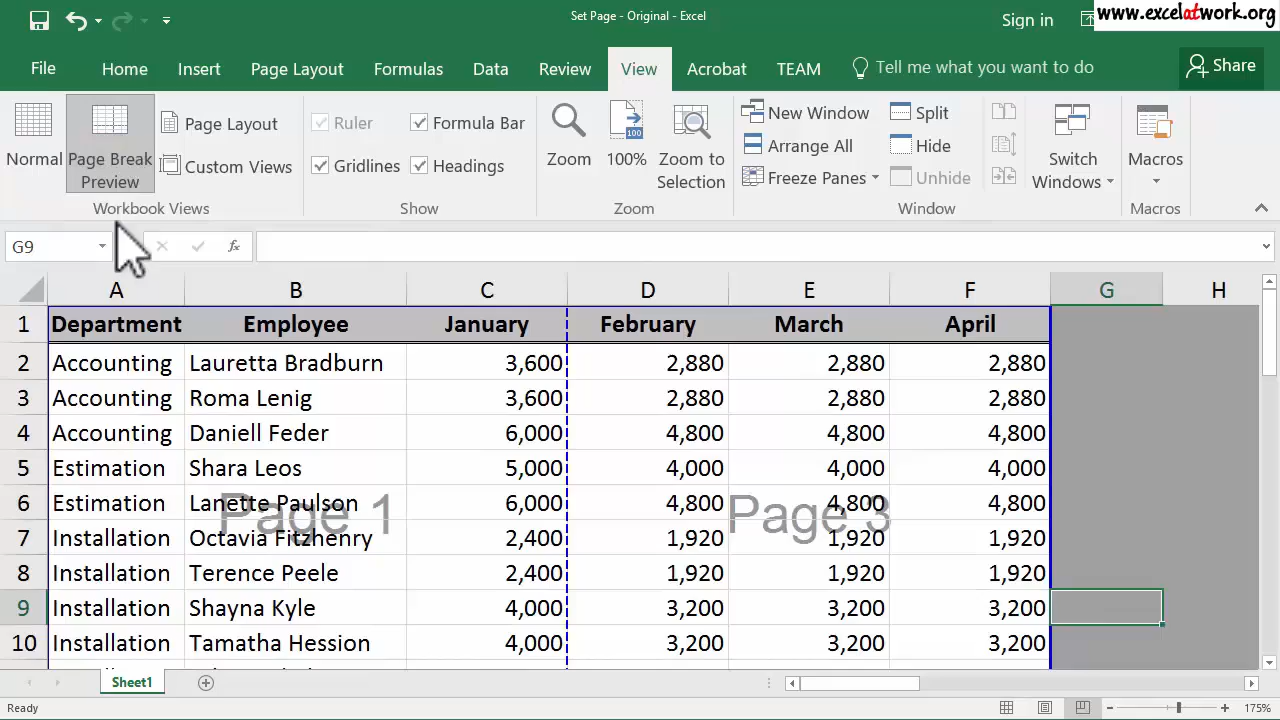 Set Page - Original - Excel
Sign in
www.excelatwork.org
File Home Insert Page Layout Formulas Data Review View Acrobat TEAM Tell me what you want to do Share
Normal
Page Break Preview
Page Layout
Custom Views
Workbook Views
Ruler
Formula Bar
Gridlines
Headings
Show
Zoom
100
100%
Zoom to Selection
Zoom
New Window
Arrange All
Freeze Panes
Split
Hide
Unhide
Switch Windows
Window
Macros
Macros
G9
fx
A B C D E F G H
1 Department Employee January February March April
2 Accounting Lauretta Bradburn 3,600 2,880 2,880 2,880
3 Accounting Roma Lenig 3,600 2,880 2,880 2,880
4 Accounting Daniell Feder 6,000 4,800 4,800 4,800
5 Estimation Shara Leos 5,000 4,000 4,000 4,000
6 Estimation Lanette Paulson 6,000 4,800 4,800 4,800
Page 1 Page 3
7 Installation Octavia Fitzhenry 2,400 1,920 1,920 1,920
8 Installation Terence Peele 2,400 1,920 1,920 1,920
9 Installation Shayna Kyle 4,000 3,200 3,200 3,200
10 Installation Tamatha Hession 4,000 3,200 3,200 3,200
Sheet1
Ready
175%